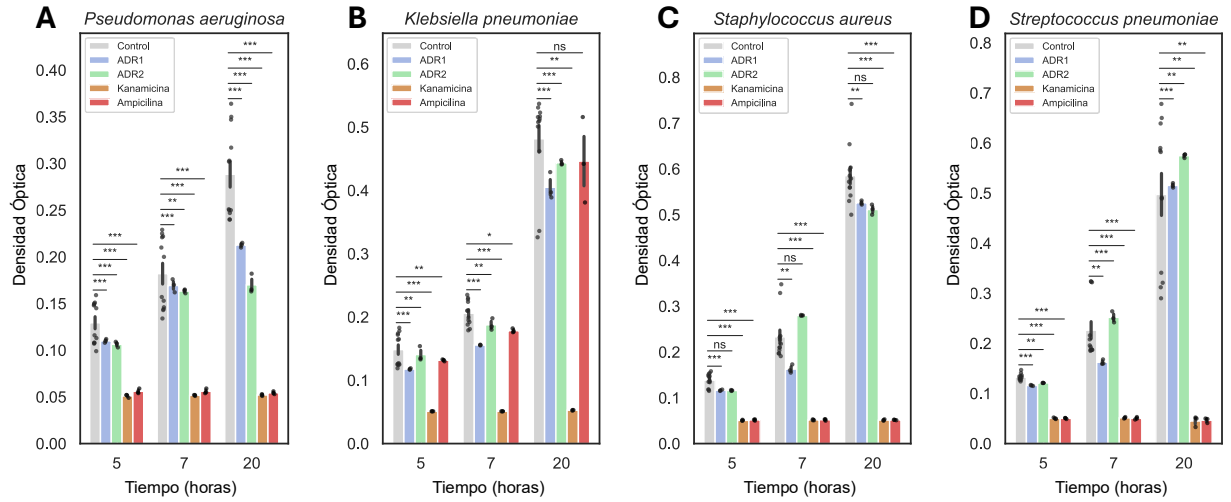 A
Pseudomonas aeruginosa
Control
ADR1
ADR2
Kanamicina
Ampicilina
***
***
***
***
***
***
**
***
***
***
***
***
Densidad Óptica
0.40
0.35
0.30
0.25
0.20
0.15
0.10
0.05
0.00
5 7 20
Tiempo (horas)
B
Klebsiella pneumoniae
Control
ADR1
ADR2
Kanamicina
Ampicilina
**
***
**
***
*
***
**
***
ns
**
***
***
Densidad Óptica
0.6
0.5
0.4
0.3
0.2
0.1
0.0
5 7 20
Tiempo (horas)
C
Staphylococcus aureus
Control
ADR1
ADR2
Kanamicina
Ampicilina
***
***
ns
***
***
***
ns
**
***
***
ns
**
Densidad Óptica
0.8
0.7
0.6
0.5
0.4
0.3
0.2
0.1
0.0
5 7 20
Tiempo (horas)
D
Streptococcus pneumoniae
Control
ADR1
ADR2
Kanamicina
Ampicilina
***
***
**
***
***
***
***
**
**
**
**
***
Densidad Óptica
0.8
0.7
0.6
0.5
0.4
0.3
0.2
0.1
0.0
5 7 20
Tiempo (horas)